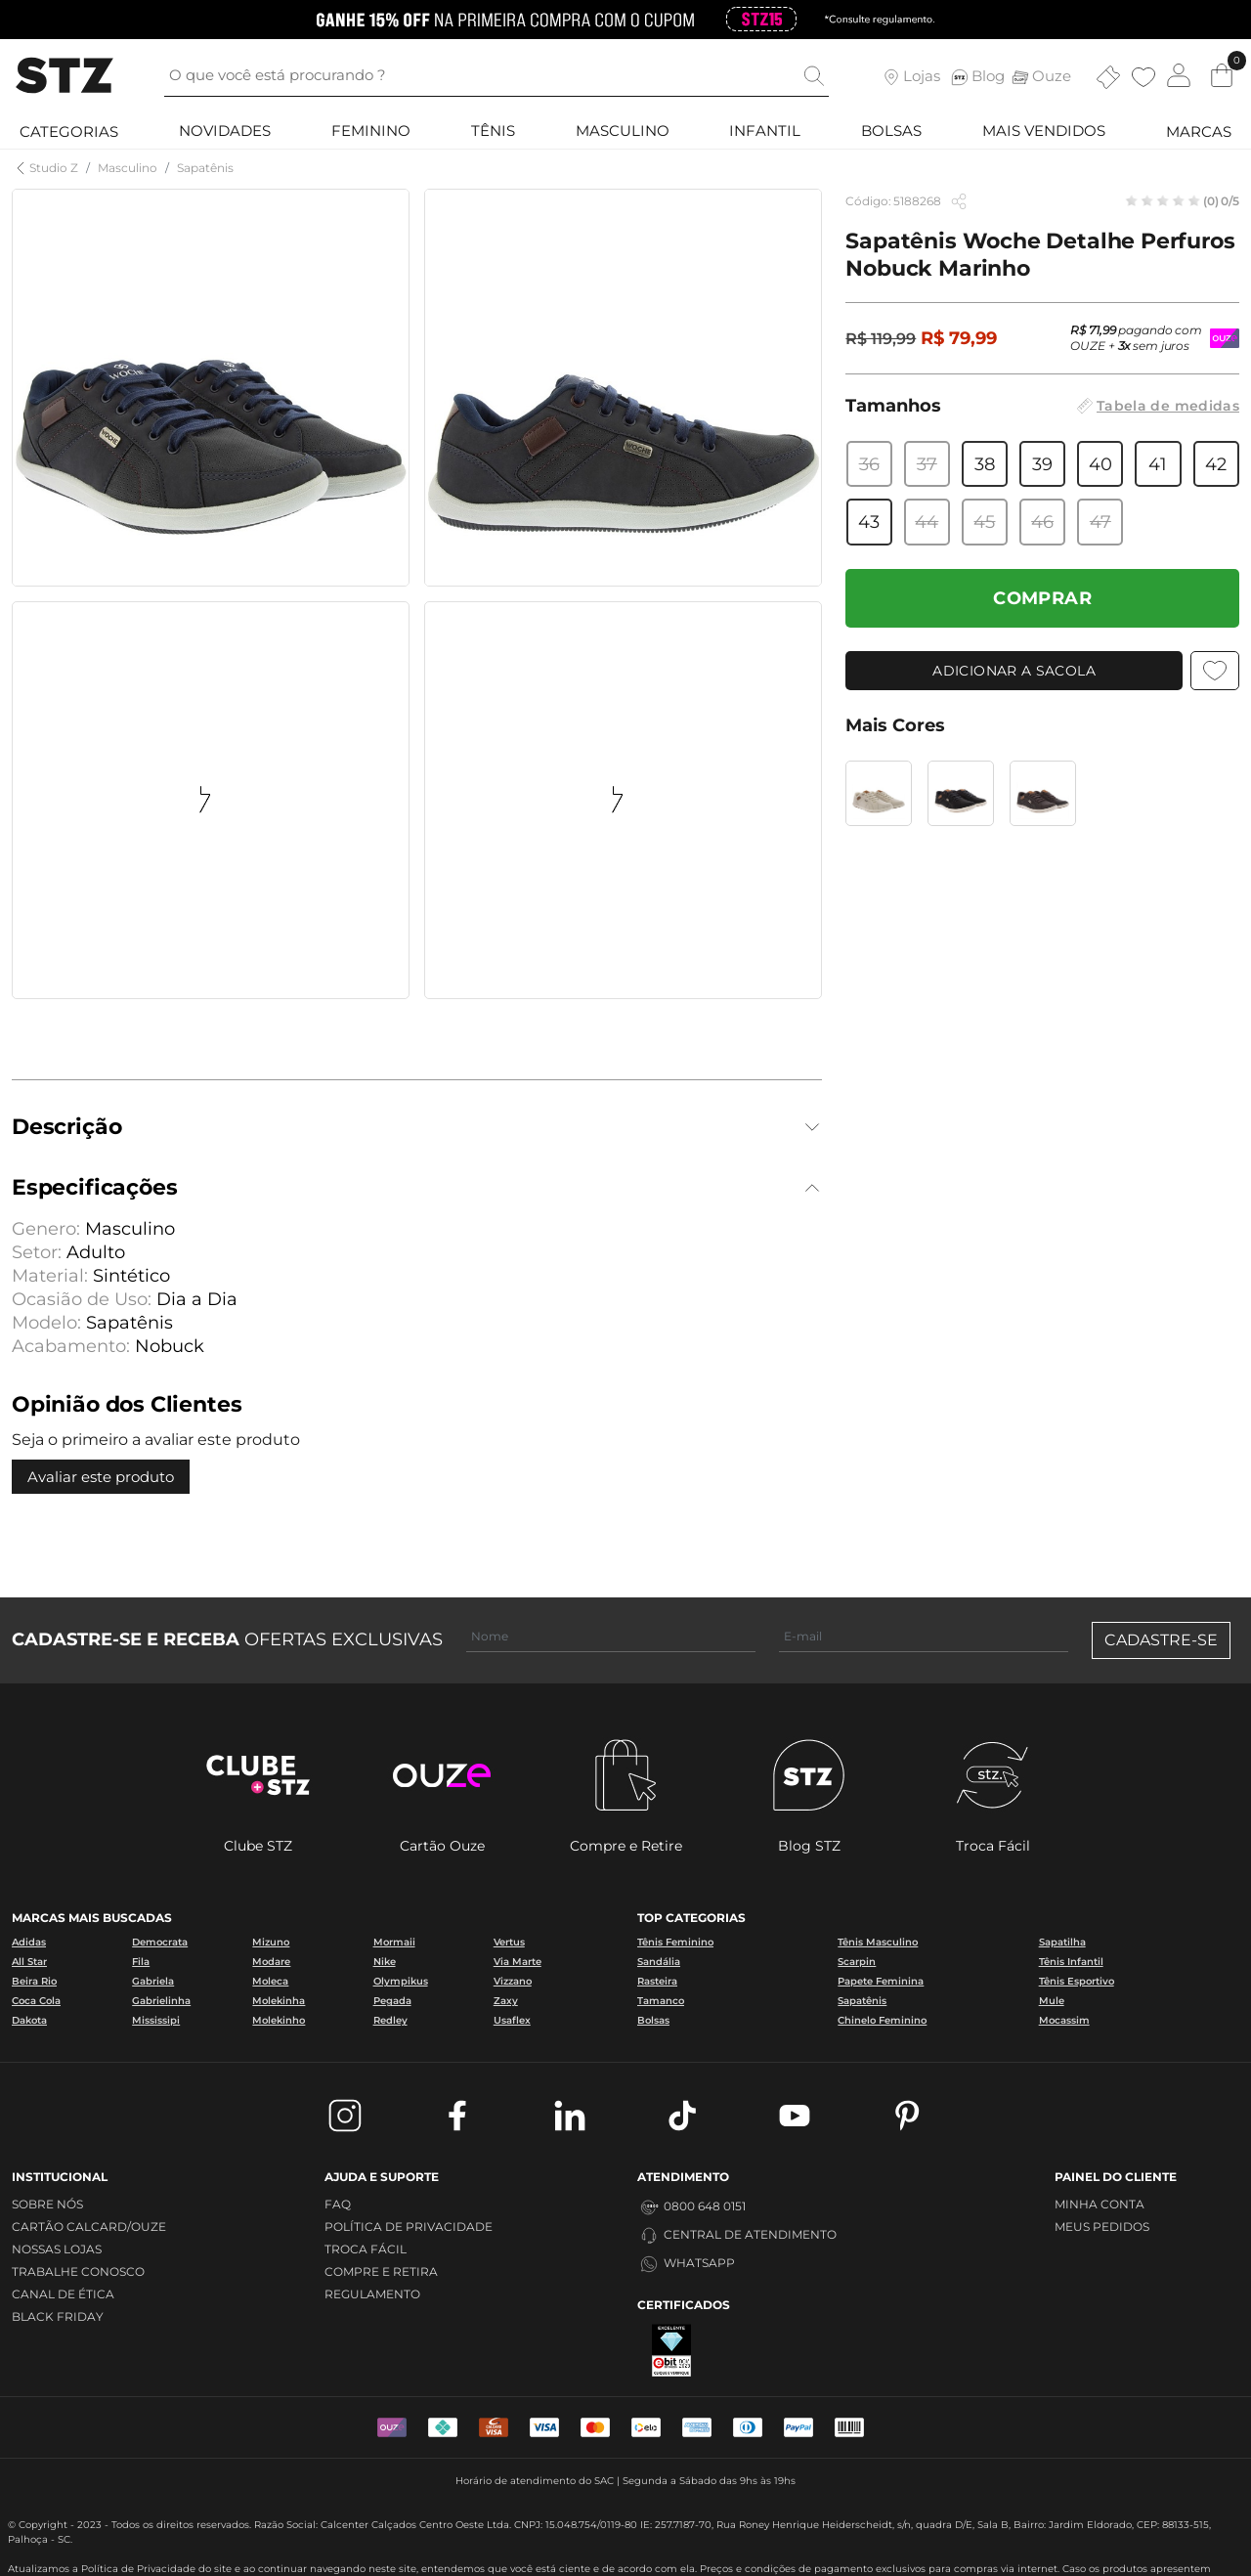 GANHE 15% OFF NA PRIMEIRA COMPRA COM O CUPOM STZ15 *Consulte regulamento.
STZ
O que você está procurando ?
Lojas
STZ
Blog
Ouze
0
CATEGORIAS
NOVIDADES
FEMININO
TÊNIS
MASCULINO
INFANTIL
BOLSAS
MAIS VENDIDOS
MARCAS
Studio Z / Masculino / Sapatênis
Código: 5188268
(0) 0/5
Sapatênis Woche Detalhe Perfuros
Nobuck Marinho
R$ 119,99 R$ 79,99
R$ 71,99 pagando com
OUZE + 3x sem juros
Tamanhos
Tabela de medidas
36 37 38 39 40 41 42
43 44 45 46 47
COMPRAR
ADICIONAR A SACOLA
Mais Cores
Descrição
Especificações
Genero: Masculino
Setor: Adulto
Material: Sintético
Ocasião de Uso: Dia a Dia
Modelo: Sapatênis
Acabamento: Nobuck
Opinião dos Clientes
Seja o primeiro a avaliar este produto
Avaliar este produto
CADASTRE-SE E RECEBA OFERTAS EXCLUSIVAS
Nome
E-mail
CADASTRE-SE
CLUBE
+STZ
ouze
STZ
stz.
Clube STZ
Cartão Ouze
Compre e Retire
Blog STZ
Troca Fácil
MARCAS MAIS BUSCADAS
Adidas Democrata Mizuno Mormaii Vertus
All Star Fila Modare Nike Via Marte
Beira Rio Gabriela Moleca Olympikus Vizzano
Coca Cola Gabrielinha Molekinha Pegada Zaxy
Dakota Mississipi Molekinho Redley Usaflex
TOP CATEGORIAS
Tênis Feminino Tênis Masculino Sapatilha
Sandália Scarpin Tênis Infantil
Rasteira Papete Feminina Tênis Esportivo
Tamanco Sapatênis Mule
Bolsas Chinelo Feminino Mocassim
INSTITUCIONAL
SOBRE NÓS
CARTÃO CALCARD/OUZE
NOSSAS LOJAS
TRABALHE CONOSCO
CANAL DE ÉTICA
BLACK FRIDAY
AJUDA E SUPORTE
FAQ
POLÍTICA DE PRIVACIDADE
TROCA FÁCIL
COMPRE E RETIRA
REGULAMENTO
ATENDIMENTO
0800 648 0151
CENTRAL DE ATENDIMENTO
WHATSAPP
CERTIFICADOS
EXCELENTE
ebit
CLIQUE E VERIFIQUE
PAINEL DO CLIENTE
MINHA CONTA
MEUS PEDIDOS
VISA
elo
PayPal
Horário de atendimento do SAC | Segunda a Sábado das 9hs às 19hs
© Copyright - 2023 - Todos os direitos reservados. Razão Social: Calcenter Calçados Centro Oeste Ltda. CNPJ: 15.048.754/0119-80 IE: 257.7187-70, Rua Roney Henrique Heiderscheidt, s/n, quadra D/E, Sala B, Bairro: Jardim Eldorado, CEP: 88133-515,
Palhoça - SC.
Atualizamos a Política de Privacidade do site e ao continuar navegando neste site, entendemos que você está ciente e de acordo com ela. Preços e condições de pagamento exclusivos para compras via internet. Caso os produtos apresentem